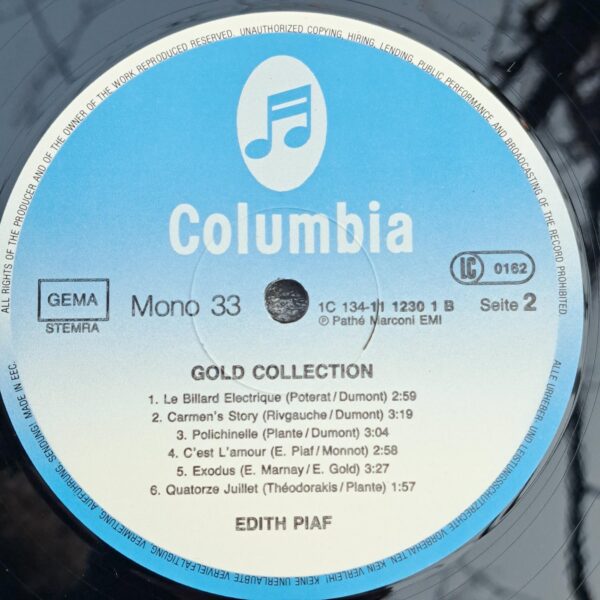 ALL RIGHTS OF THE PRODUCER AND OF THE OWNER OF THE WORK REPRODUCED RESERVED. UNAUTHORIZED COPYING, HIRING, LENDING, PUBLIC PERFORMANCE AND BROADCASTING OF THE RECORD PROHIBITED.
Columbia
GEMA
STEMRA
Mono 33
1C 134-11 1230 1 B
℗ Pathé Marconi EMI
LC 0162
Seite 2
GOLD COLLECTION
1. Le Billard Electrique (Poterat/Dumont) 2:59
2. Carmen's Story (Rivgauche/Dumont) 3:19
3. Polichinelle (Plante/Dumont) 3:04
4. C'est L'amour (E. Piaf/Monnot) 2:58
5. Exodus (E. Marnay/E. Gold) 3:27
6. Quatorze Juillet (Théodorakis/Plante) 1:57
EDITH PIAF
ALLE URHEBER- UND LEISTUNGSSCHUTZRECHTE VORBEHALTEN. KEIN VERLEIH! KEINE UNERLAUBTE VERVIELFÄLTIGUNG, VERMIETUNG, AUFFÜHRUNG, SENDUNG! MADE IN EEC.